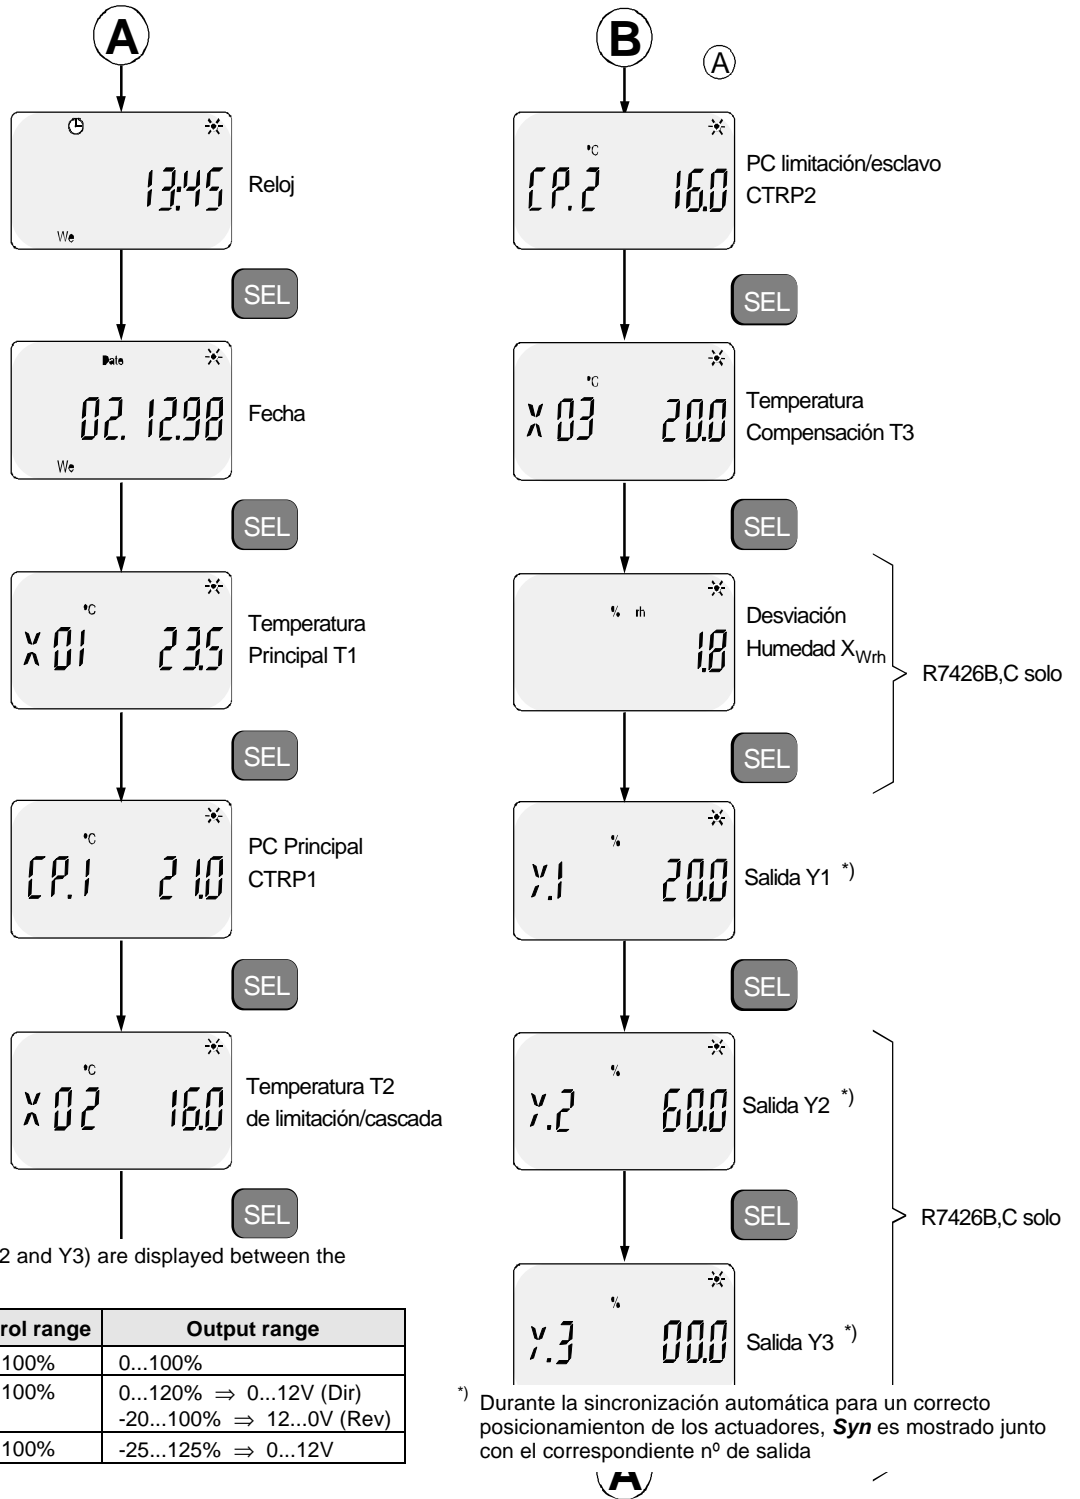 A
13:45
We
Reloj
SEL
Date
02. 12.98
We
Fecha
SEL
°C
X 01 23.5
Temperatura
Principal T1
SEL
°C
CP.1 21.0
PC Principal
CTRP1
SEL
°C
X 02 16.0
Temperatura T2
de limitación/cascada
SEL
2 and Y3) are displayed between the
rol range Output range
100% 0...100%
100% 0...120% ⇒ 0...12V (Dir)
-20...100% ⇒ 12...0V (Rev)
100% -25...125% ⇒ 0...12V
B
A
°C
CP.2 16.0
PC limitación/esclavo
CTRP2
SEL
°C
X 03 20.0
Temperatura
Compensación T3
SEL
% rh
1.8
Desviación
Humedad XWrh
R7426B,C solo
SEL
%
Y.1 20.0
Salida Y1 *)
SEL
%
Y.2 60.0
Salida Y2 *)
SEL
R7426B,C solo
%
Y.3 00.0
Salida Y3 *)
*) Durante la sincronización automática para un correcto
posicionamienton de los actuadores, Syn es mostrado junto
con el correspondiente nº de salida
A